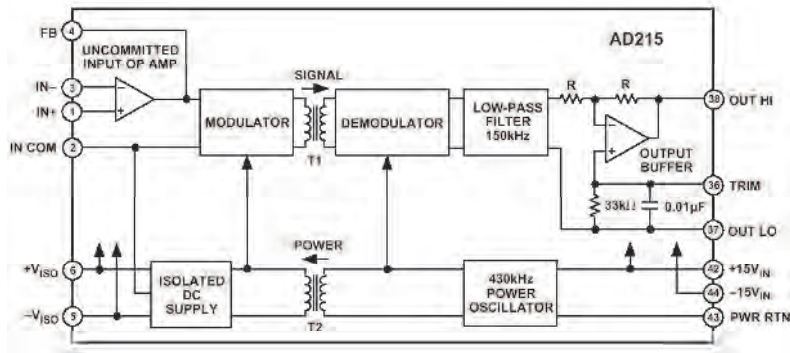 FB 4
AD215
UNCOMMITTED
INPUT OP AMP
IN– 3
IN+ 1
IN COM 2
–
+
MODULATOR
SIGNAL
T1
DEMODULATOR
LOW-PASS
FILTER
150kHz
R
R
–
+
OUTPUT
BUFFER
33kΩ
0.01µF
38 OUT HI
36 TRIM
37 OUT LO
+VISO 6
–VISO 5
ISOLATED
DC
SUPPLY
POWER
T2
430kHz
POWER
OSCILLATOR
42 +15VIN
44 –15VIN
43 PWR RTN